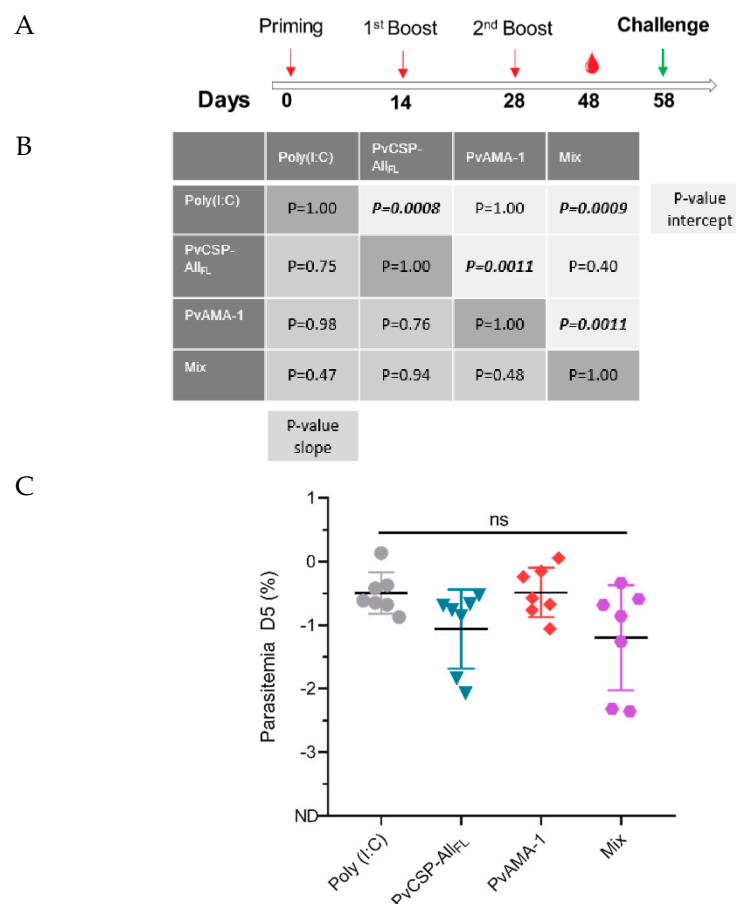 A
Priming 1st Boost 2nd Boost Challenge
Days 0 14 28 48 58
B
Poly(I:C) PvCSP-AllFL PvAMA-1 Mix
Poly(I:C) P=1.00 P=0.0008 P=1.00 P=0.0009
P-value intercept
PvCSP-AllFL P=0.75 P=1.00 P=0.0011 P=0.40
PvAMA-1 P=0.98 P=0.76 P=1.00 P=0.0011
Mix P=0.47 P=0.94 P=0.48 P=1.00
P-value
slope
C
ns
Parasitemia D5 (%)
1
0
-1
-2
-3
ND
Poly (I:C) PvCSP-AllFL PvAMA-1 Mix